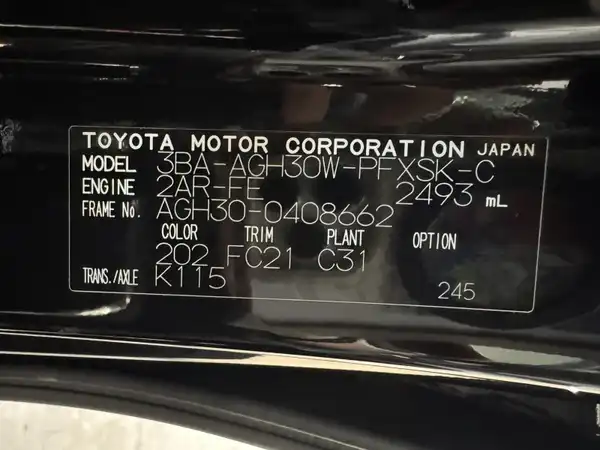 TOYOTA MOTOR CORPORATION JAPAN
MODEL 3BA-AGH30W-PFXSK-C
ENGINE 2AR-FE 2493 mL
FRAME No. AGH30-0408662
COLOR TRIM PLANT OPTION
202 FC21 C31
TRANS./AXLE K115
245